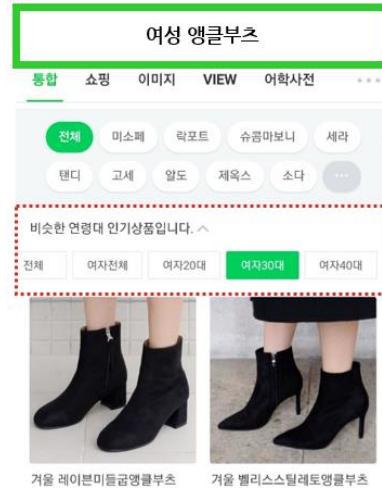 여성 앵클부츠
통합 쇼핑 이미지 VIEW 어학사전 ...
전체 미소페 락포트 슈콤마보니 세라
탠디 고세 알도 제옥스 소다 ...
비슷한 연령대 인기상품입니다.
전체 여자전체 여자20대 여자30대 여자40대
겨울 레이븐미들굽앵클부츠 겨울 벨리스스틸레토앵클부츠